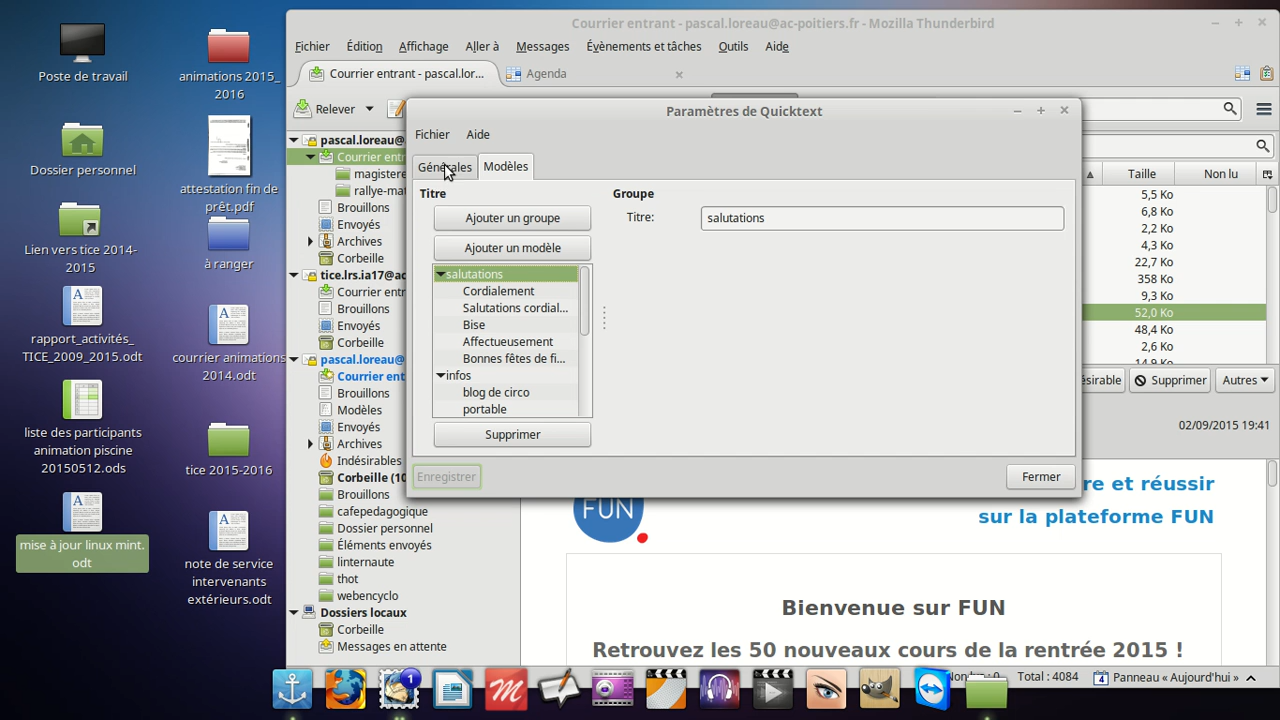 Poste de travail
animations 2015_
2016
Dossier personnel
attestation fin de
prêt.pdf
Lien vers tice 2014-
2015
à ranger
rapport_activités_
TICE_2009_2015.odt
courrier animations
2014.odt
liste des participants
animation piscine
20150512.ods
tice 2015-2016
mise à jour linux mint.
odt
note de service
intervenants
extérieurs.odt
Courrier entrant - pascal.loreau@ac-poitiers.fr - Mozilla Thunderbird
Fichier Édition Affichage Aller à Messages Évènements et tâches Outils Aide
Courrier entrant - pascal.lor... Agenda
Relever
pascal.loreau@
Courrier entr
magistere
rallye-mat
Brouillons
Envoyés
Archives
Corbeille
tice.lrs.ia17@ac
Courrier entr
Brouillons
Envoyés
Corbeille
pascal.loreau@
Courrier ent
Brouillons
Modèles
Envoyés
Archives
Indésirables
Corbeille (10
Brouillons
cafepedagogique
Dossier personnel
Éléments envoyés
internaute
thot
webencyclo
Dossiers locaux
Corbeille
Messages en attente
Paramètres de Quicktext
Fichier Aide
Générales Modèles
Titre
Ajouter un groupe
Ajouter un modèle
salutations
Cordialement
Salutations cordial...
Bise
Affectueusement
Bonnes fêtes de fi...
infos
blog de circo
portable
Supprimer
Groupe
Titre: salutations
Enregistrer Fermer
Taille Non lu
5,5 Ko
6,8 Ko
2,2 Ko
4,3 Ko
22,7 Ko
358 Ko
9,3 Ko
52,0 Ko
48,4 Ko
2,6 Ko
14,9 Ko
ésirable Supprimer Autres
02/09/2015 19:41
FUN
re et réussir
sur la plateforme FUN
Bienvenue sur FUN
Retrouvez les 50 nouveaux cours de la rentrée 2015 !
1
Total : 4084 Panneau « Aujourd'hui »